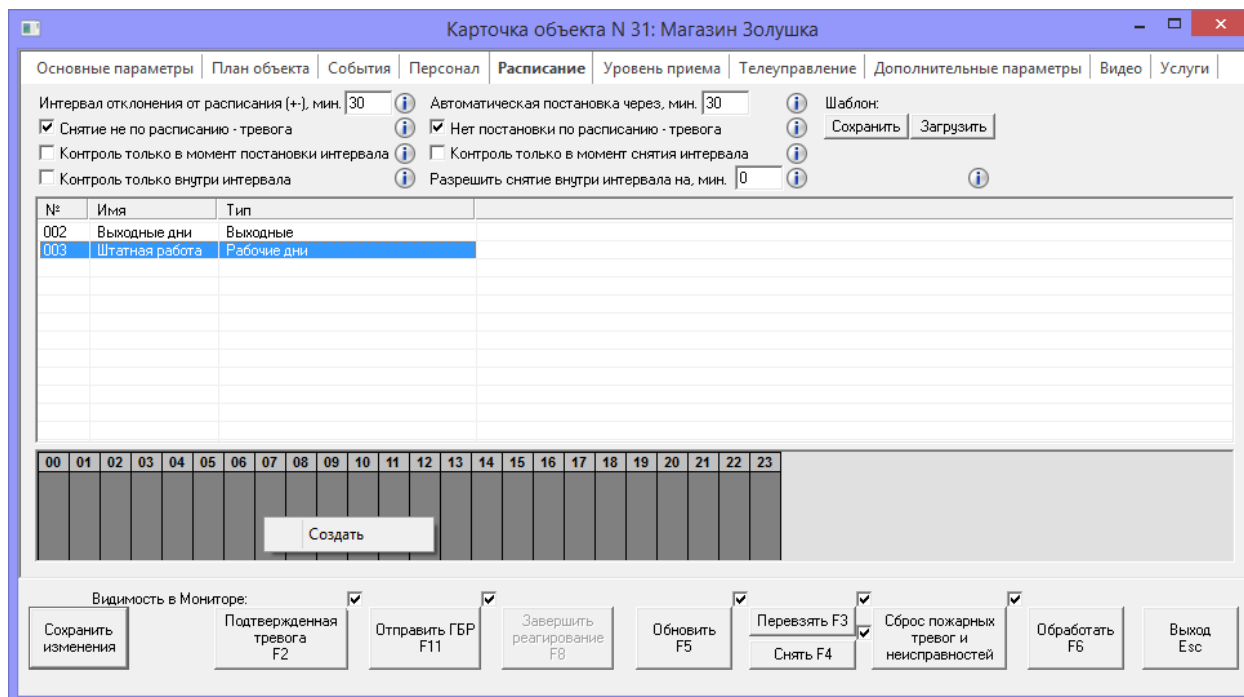 Карточка объекта N 31: Магазин Золушка
Основные параметры План объекта События Персонал Расписание Уровень приема Телеуправление Дополнительные параметры Видео Услуги
Интервал отклонения от расписания (+-), мин. 30 Автоматическая постановка через, мин. 30 Шаблон:
Снятие не по расписанию - тревога Нет постановки по расписанию - тревога Сохранить Загрузить
Контроль только в момент постановки интервала Контроль только в момент снятия интервала
Контроль только внутри интервала Разрешить снятие внутри интервала на, мин. 0
№ Имя Тип
002 Выходные дни Выходные
003 Штатная работа Рабочие дни
00 01 02 03 04 05 06 07 08 09 10 11 12 13 14 15 16 17 18 19 20 21 22 23
Создать
Видимость в Мониторе:
Сохранить изменения
Подтвержденная тревога F2
Отправить ГБР F11
Завершить реагирование F8
Обновить F5
Перевзять F3
Снять F4
Сброс пожарных тревог и неисправностей
Обработать F6
Выход Esc